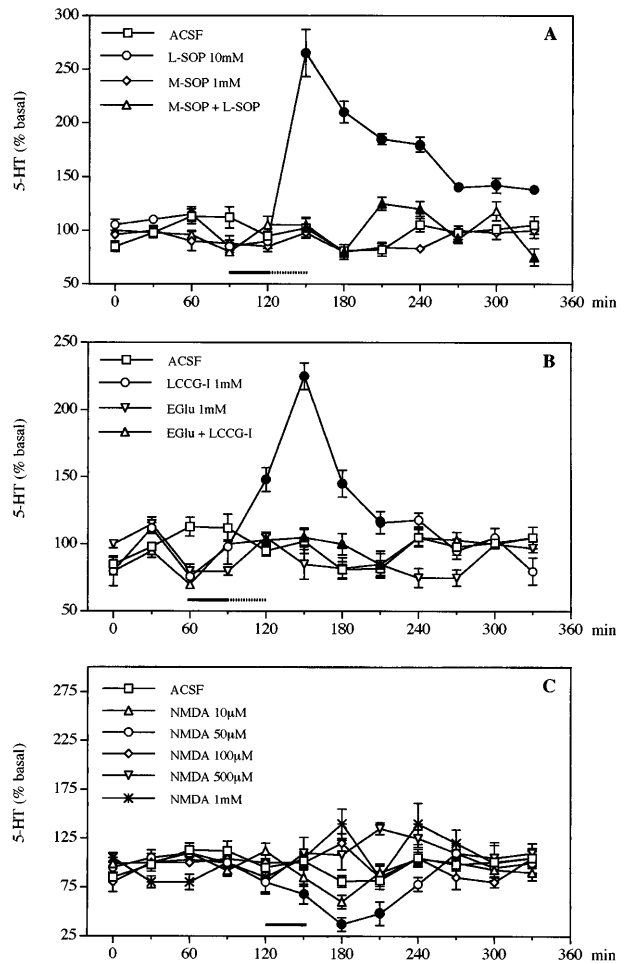 300
250
200
150
100
50
5-HT (% basal)
A
ACSF
L-SOP 10mM
M-SOP 1mM
M-SOP + L-SOP
0 60 120 180 240 300 360 min
250
200
150
100
50
5-HT (% basal)
B
ACSF
LCCG-I 1mM
EGlu 1mM
EGlu + LCCG-I
0 60 120 180 240 300 360 min
275
225
175
125
75
25
5-HT (% basal)
C
ACSF
NMDA 10µM
NMDA 50µM
NMDA 100µM
NMDA 500µM
NMDA 1mM
0 60 120 180 240 300 360 min